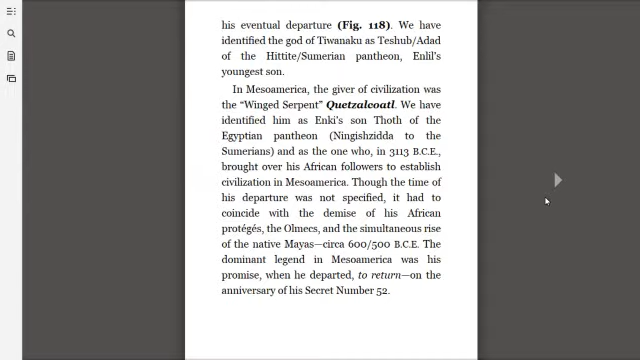 his eventual departure (Fig. 118). We have
identified the god of Tiwanaku as Teshub/Adad
of the Hittite/Sumerian pantheon, Enlil's
youngest son.
In Mesoamerica, the giver of civilization was
the “Winged Serpent” Quetzalcoatl. We have
identified him as Enki's son Thoth of the
Egyptian pantheon (Ningishzidda to the
Sumerians) and as the one who, in 3113 B.C.E.,
brought over his African followers to establish
civilization in Mesoamerica. Though the time of
his departure was not specified, it had to
coincide with the demise of his African
protégés, the Olmecs, and the simultaneous rise
of the native Mayas—circa 600/500 B.C.E. The
dominant legend in Mesoamerica was his
promise, when he departed, to return—on the
anniversary of his Secret Number 52.